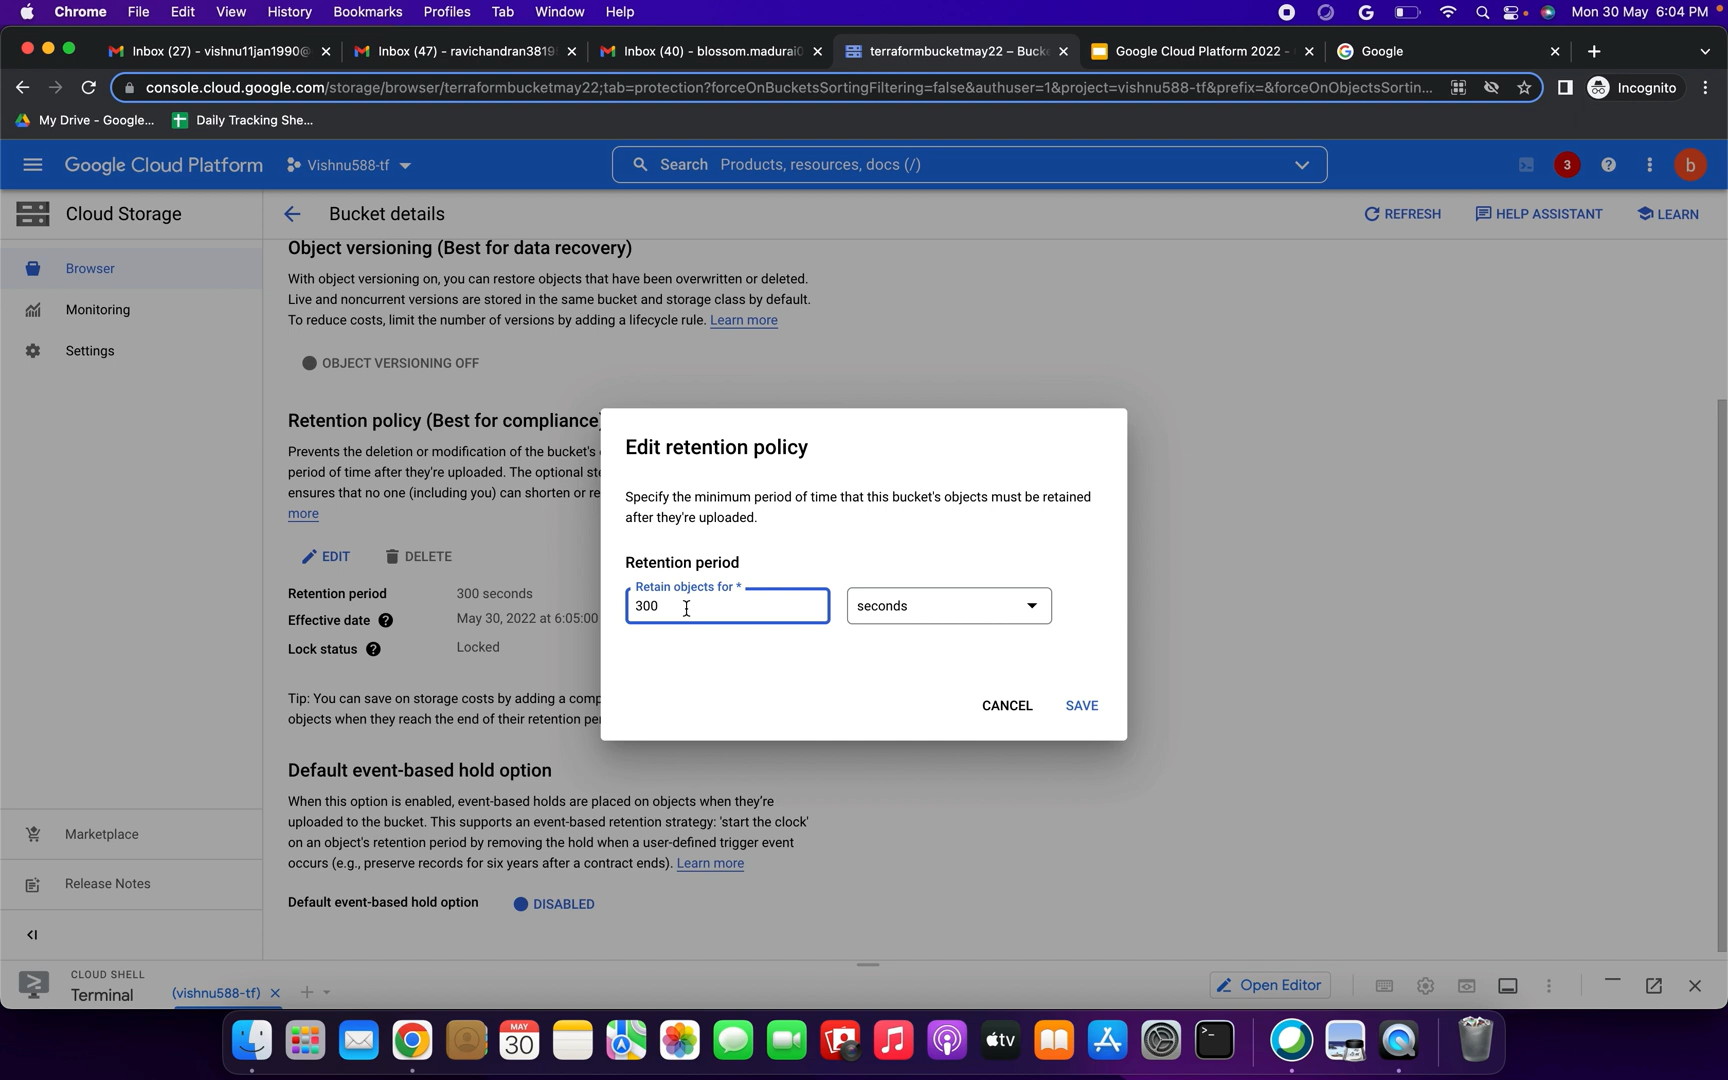 Chrome File Edit View History Bookmarks Profiles Tab Window Help Mon 30 May 6:04 PM
Inbox (27) - vishnu11jan1990@ Inbox (47) - ravichandran3819 Inbox (40) - blossom.madurai0 terraformbucketmay22 – Bucke Google Cloud Platform 2022 - Google
console.cloud.google.com/storage/browser/terraformbucketmay22;tab=protection?forceOnBucketsSortingFiltering=false&authuser=1&project=vishnu588-tf&prefix=&forceOnObjectsSortin... Incognito
My Drive - Google... Daily Tracking She...
Google Cloud Platform Vishnu588-tf Search Products, resources, docs (/) 3 ? b
Cloud Storage Bucket details REFRESH HELP ASSISTANT LEARN
Browser
Monitoring
Settings
Marketplace
Release Notes
Object versioning (Best for data recovery)
With object versioning on, you can restore objects that have been overwritten or deleted.
Live and noncurrent versions are stored in the same bucket and storage class by default.
To reduce costs, limit the number of versions by adding a lifecycle rule. Learn more
OBJECT VERSIONING OFF
Retention policy (Best for compliance)
Prevents the deletion or modification of the bucket's
period of time after they're uploaded. The optional ste
ensures that no one (including you) can shorten or re
more
EDIT DELETE
Retention period 300 seconds
Effective date ? May 30, 2022 at 6:05:00
Lock status ? Locked
Tip: You can save on storage costs by adding a comp
objects when they reach the end of their retention per
Default event-based hold option
When this option is enabled, event-based holds are placed on objects when they're
uploaded to the bucket. This supports an event-based retention strategy: 'start the clock'
on an object's retention period by removing the hold when a user-defined trigger event
occurs (e.g., preserve records for six years after a contract ends). Learn more
Default event-based hold option DISABLED
Edit retention policy
Specify the minimum period of time that this bucket's objects must be retained
after they're uploaded.
Retention period
Retain objects for *
300 seconds
CANCEL SAVE
CLOUD SHELL
Terminal (vishnu588-tf) Open Editor
MAY
30
tv